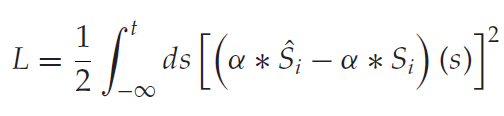 L = \frac{1}{2} \int_{-\infty}^{t} ds \left[ \left( \alpha * \hat{S}_i - \alpha * S_i \right) (s) \right]^2